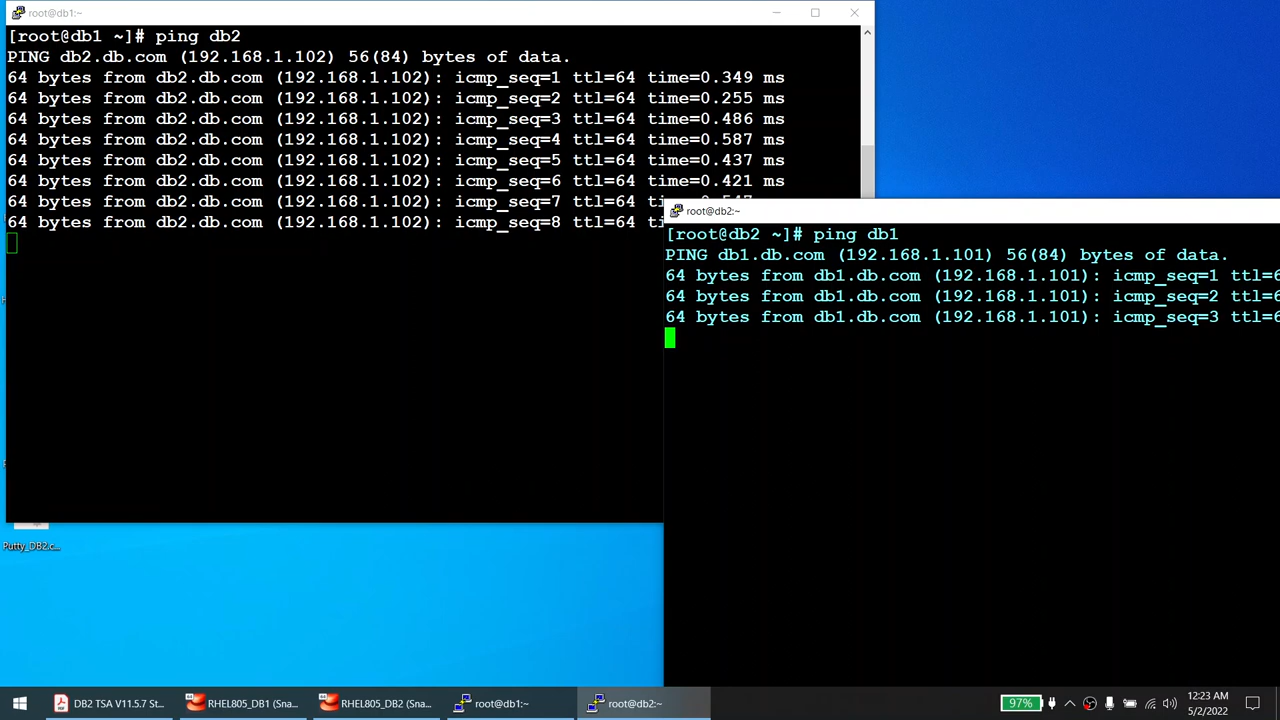 root@db1:~
[root@db1 ~]# ping db2
PING db2.db.com (192.168.1.102) 56(84) bytes of data.
64 bytes from db2.db.com (192.168.1.102): icmp_seq=1 ttl=64 time=0.349 ms
64 bytes from db2.db.com (192.168.1.102): icmp_seq=2 ttl=64 time=0.255 ms
64 bytes from db2.db.com (192.168.1.102): icmp_seq=3 ttl=64 time=0.486 ms
64 bytes from db2.db.com (192.168.1.102): icmp_seq=4 ttl=64 time=0.587 ms
64 bytes from db2.db.com (192.168.1.102): icmp_seq=5 ttl=64 time=0.437 ms
64 bytes from db2.db.com (192.168.1.102): icmp_seq=6 ttl=64 time=0.421 ms
64 bytes from db2.db.com (192.168.1.102): icmp_seq=7 ttl=64
64 bytes from db2.db.com (192.168.1.102): icmp_seq=8 ttl=64
root@db2:~
[root@db2 ~]# ping db1
PING db1.db.com (192.168.1.101) 56(84) bytes of data.
64 bytes from db1.db.com (192.168.1.101): icmp_seq=1 ttl=6
64 bytes from db1.db.com (192.168.1.101): icmp_seq=2 ttl=6
64 bytes from db1.db.com (192.168.1.101): icmp_seq=3 ttl=6
Putty_DB2.c...
DB2 TSA V11.5.7 St...
RHEL805_DB1 (Sna...
RHEL805_DB2 (Sna...
root@db1:~
root@db2:~
97%
12:23 AM
5/2/2022